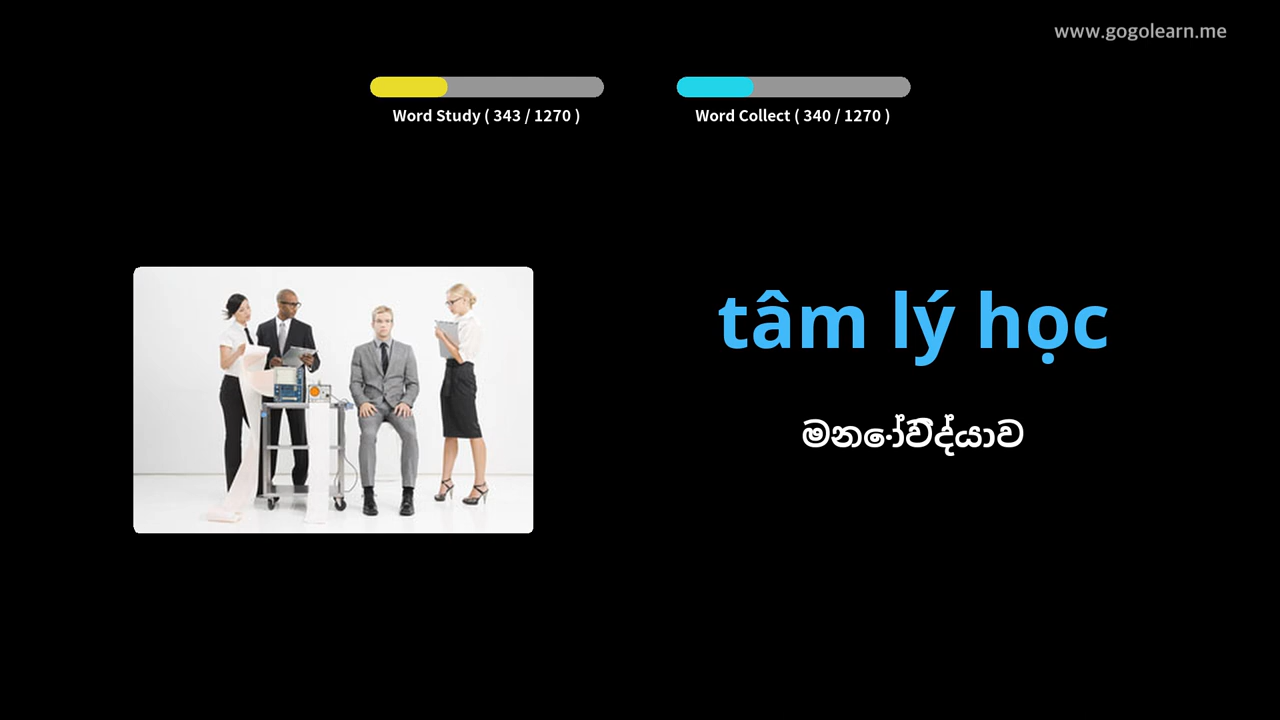 www.gogolearn.me
Word Study ( 343 / 1270 )
Word Collect ( 340 / 1270 )
tâm lý học
මනෝවිද්යාව